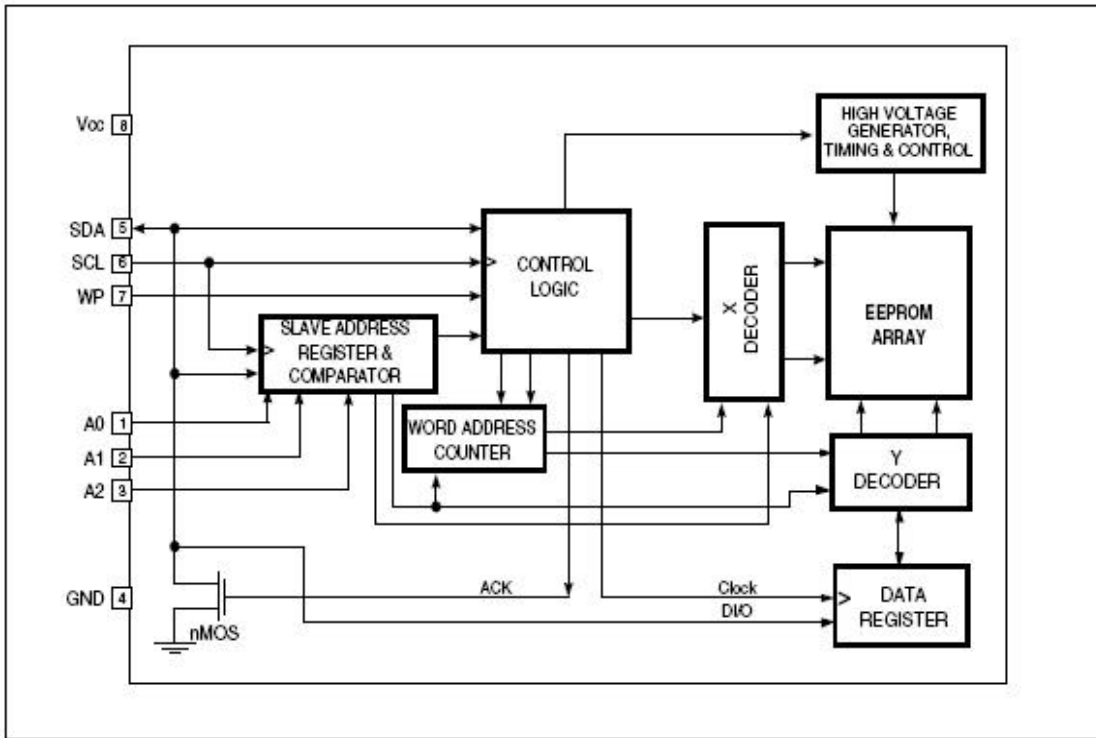 HIGH VOLTAGE
GENERATOR,
TIMING & CONTROL
Vcc 8
SDA 5
SCL 6
WP 7
CONTROL
LOGIC
X
DECODER
EEPROM
ARRAY
SLAVE ADDRESS
REGISTER &
COMPARATOR
A0 1
A1 2
A2 3
WORD ADDRESS
COUNTER
Y
DECODER
GND 4
nMOS
ACK
Clock
DI/O
DATA
REGISTER